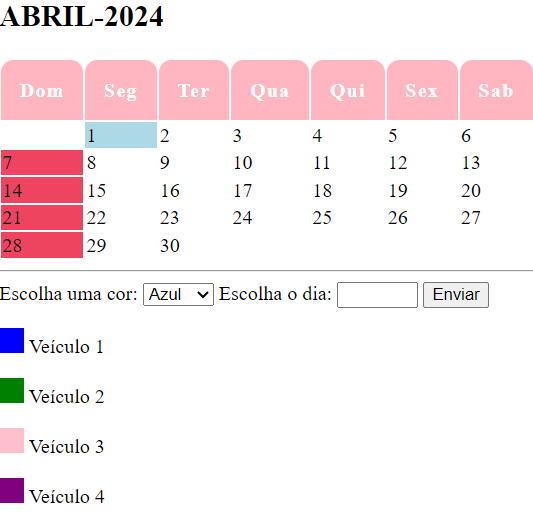 ABRIL-2024
Dom Seg Ter Qua Qui Sex Sab
1 2 3 4 5 6
7 8 9 10 11 12 13
14 15 16 17 18 19 20
21 22 23 24 25 26 27
28 29 30
Escolha uma cor: Azul Escolha o dia: Enviar
Veículo 1
Veículo 2
Veículo 3
Veículo 4